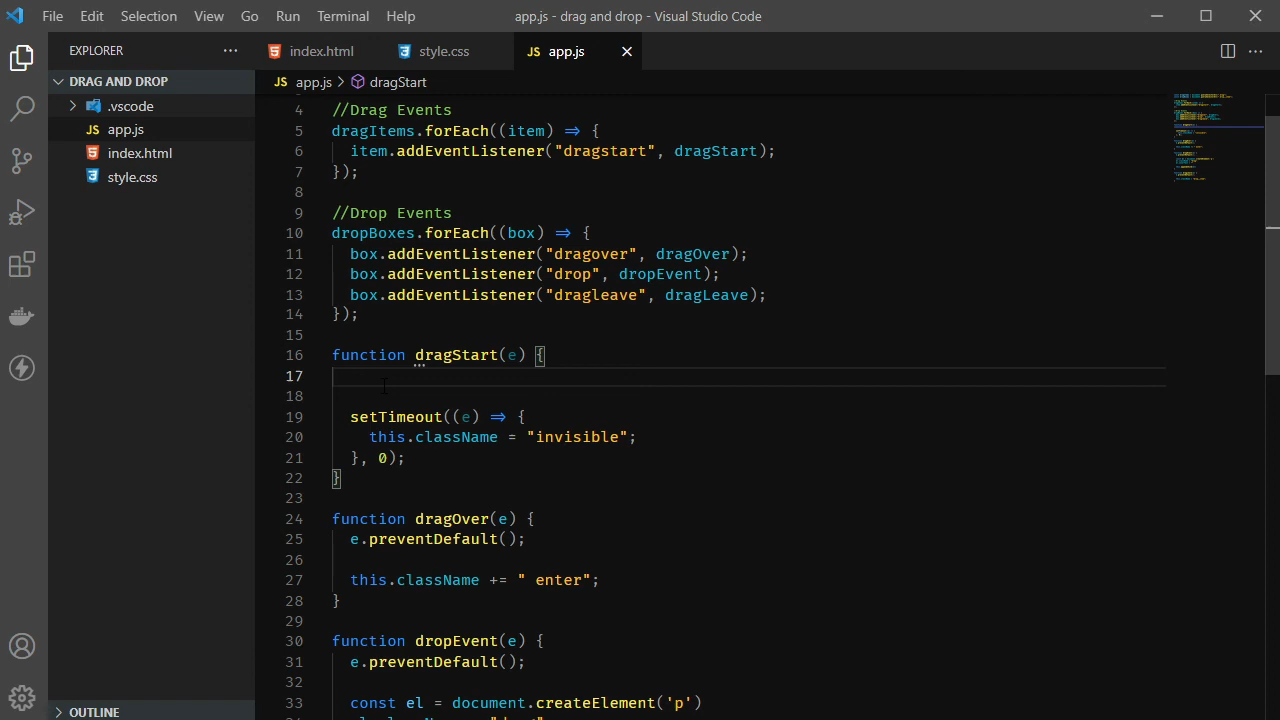 File Edit Selection View Go Run Terminal Help app.js - drag and drop - Visual Studio Code
EXPLORER
index.html style.css JS app.js
DRAG AND DROP
JS app.js > dragStart
.vscode
JS app.js
index.html
style.css
4 //Drag Events
5 dragItems.forEach((item) => {
6 item.addEventListener("dragstart", dragStart);
7 });
8
9 //Drop Events
10 dropBoxes.forEach((box) => {
11 box.addEventListener("dragover", dragOver);
12 box.addEventListener("drop", dropEvent);
13 box.addEventListener("dragleave", dragLeave);
14 });
15
16 function dragStart(e) {
17
18
19 setTimeout((e) => {
20 this.className = "invisible";
21 }, 0);
22 }
23
24 function dragOver(e) {
25 e.preventDefault();
26
27 this.className += " enter";
28 }
29
30 function dropEvent(e) {
31 e.preventDefault();
32
33 const el = document.createElement('p')
OUTLINE